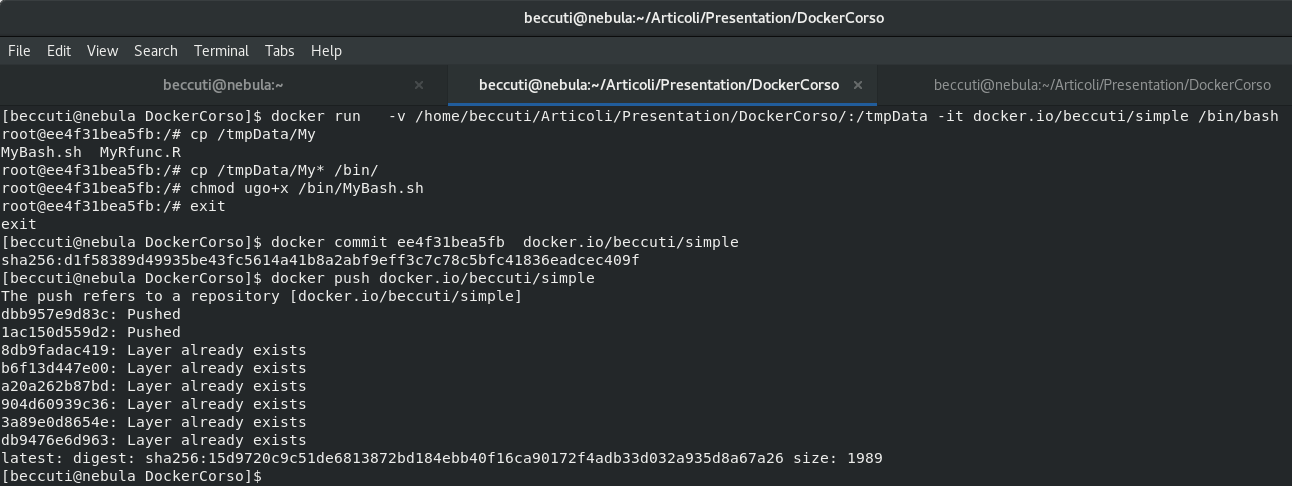 beccuti@nebula:~/Articoli/Presentation/DockerCorso
File Edit View Search Terminal Tabs Help
beccuti@nebula:~ × beccuti@nebula:~/Articoli/Presentation/DockerCorso × beccuti@nebula:~/Articoli/Presentation/DockerCorso
[beccuti@nebula DockerCorso]$ docker run   -v /home/beccuti/Articoli/Presentation/DockerCorso/:/tmpData -it docker.io/beccuti/simple /bin/bash
root@ee4f31bea5fb:/# cp /tmpData/My
MyBash.sh  MyRfunc.R
root@ee4f31bea5fb:/# cp /tmpData/My* /bin/
root@ee4f31bea5fb:/# chmod ugo+x /bin/MyBash.sh
root@ee4f31bea5fb:/# exit
exit
[beccuti@nebula DockerCorso]$ docker commit ee4f31bea5fb  docker.io/beccuti/simple
sha256:d1f58389d49935be43fc5614a41b8a2abf9eff3c7c78c5bfc41836eadcec409f
[beccuti@nebula DockerCorso]$ docker push docker.io/beccuti/simple
The push refers to a repository [docker.io/beccuti/simple]
dbb957e9d83c: Pushed
1ac150d559d2: Pushed
8db9fadac419: Layer already exists
b6f13d447e00: Layer already exists
a20a262b87bd: Layer already exists
904d60939c36: Layer already exists
3a89e0d8654e: Layer already exists
db9476e6d963: Layer already exists
latest: digest: sha256:15d9720c9c51de6813872bd184ebb40f16ca90172f4adb33d032a935d8a67a26 size: 1989
[beccuti@nebula DockerCorso]$